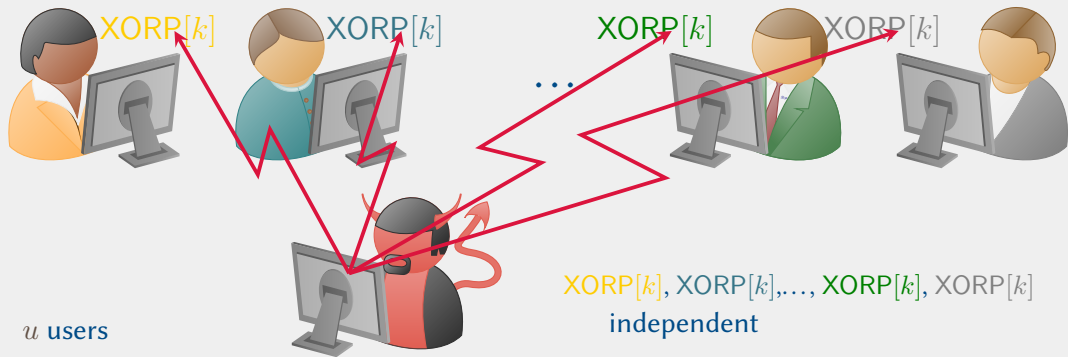 XORP[k] XORP[k] XORP[k] XORP[k]
...
XORP[k], XORP[k],..., XORP[k], XORP[k]
u users
independent